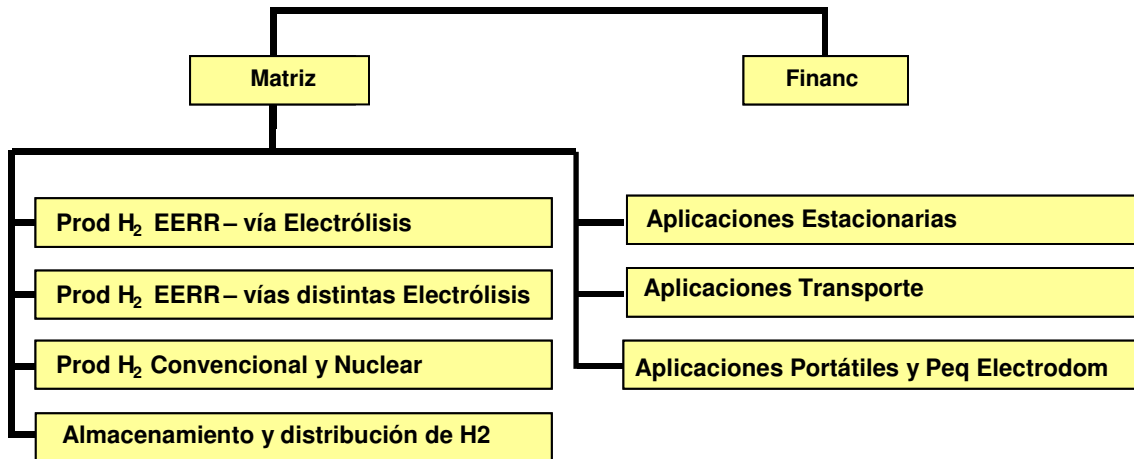 Matriz
Financ
Prod H₂ EERR – vía Electrólisis
Prod H₂ EERR – vías distintas Electrólisis
Prod H₂ Convencional y Nuclear
Almacenamiento y distribución de H2
Aplicaciones Estacionarias
Aplicaciones Transporte
Aplicaciones Portátiles y Peq Electrodom